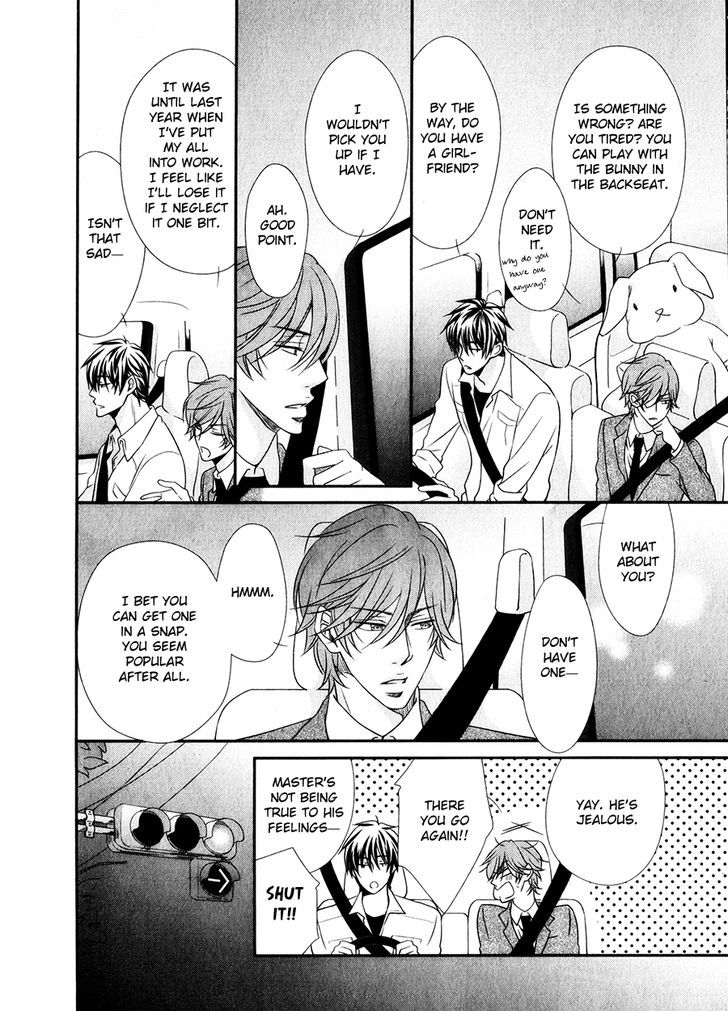 IS SOMETHING
WRONG? ARE
YOU TIRED? YOU
CAN PLAY WITH
THE BUNNY IN
THE BACKSEAT.
DON'T
NEED
IT.
why do you
have one
anyway?
BY THE
WAY, DO
YOU HAVE
A GIRL-
FRIEND?
I
WOULDN'T
PICK YOU
UP IF I
HAVE.
AH.
GOOD
POINT.
IT WAS
UNTIL LAST
YEAR WHEN
I'VE PUT
MY ALL
INTO WORK.
I FEEL LIKE
I'LL LOSE IT
IF I NEGLECT
IT ONE BIT.
ISN'T
THAT
SAD—
WHAT
ABOUT
YOU?
DON'T
HAVE
ONE—
HMMM.
I BET YOU
CAN GET ONE
IN A SNAP.
YOU SEEM
POPULAR
AFTER ALL.
YAY. HE'S
JEALOUS.
THERE
YOU GO
AGAIN!!
MASTER'S
NOT BEING
TRUE TO HIS
FEELINGS—
SHUT
IT!!